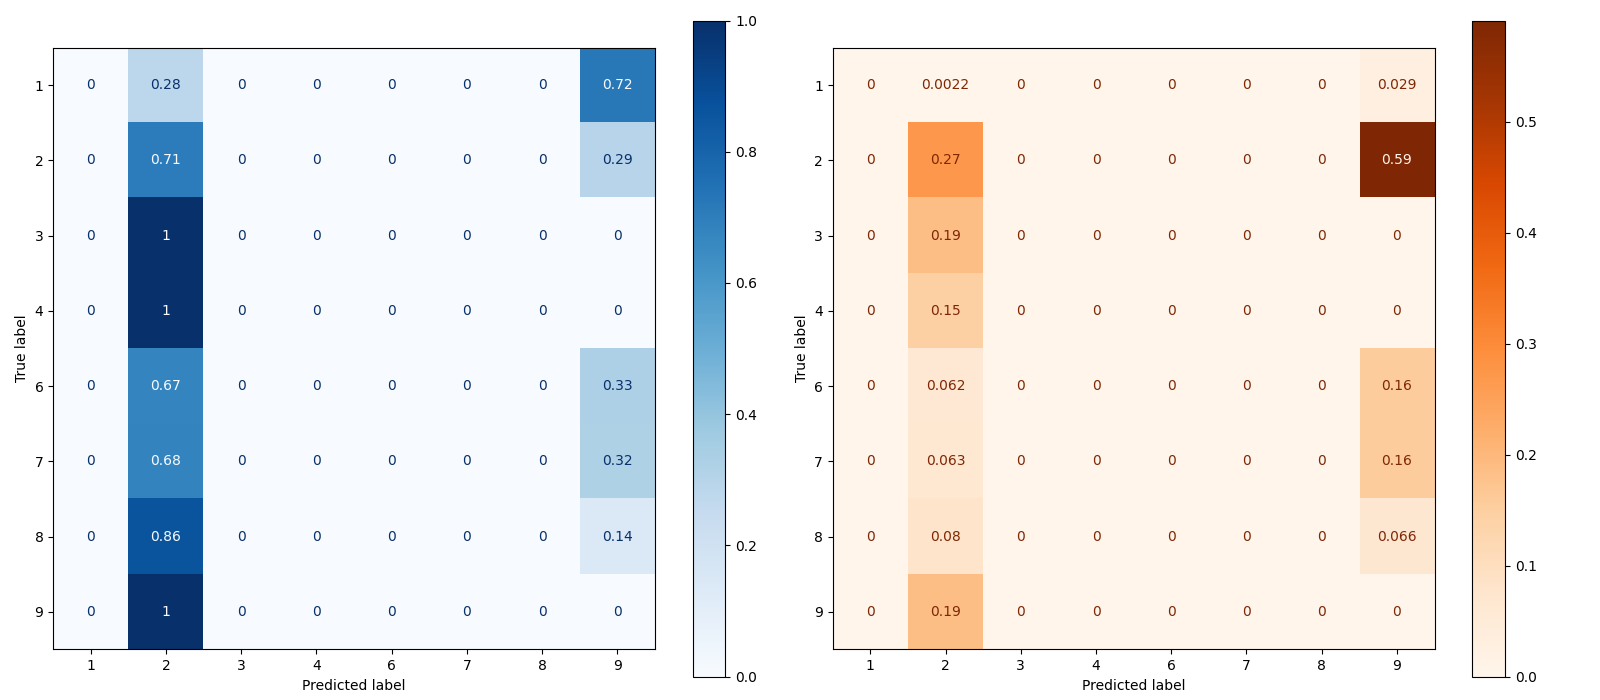 1.0
1 0 0.28 0 0 0 0 0 0.72
1 0 0.0022 0 0 0 0 0 0.029
0.5
0.8
2 0 0.71 0 0 0 0 0 0.29
2 0 0.27 0 0 0 0 0 0.59
3 0 1 0 0 0 0 0 0
0.6
3 0 0.19 0 0 0 0 0 0
0.4
4 0 1 0 0 0 0 0 0
4 0 0.15 0 0 0 0 0 0
True label
True label
0.3
6 0 0.67 0 0 0 0 0 0.33
0.4
6 0 0.062 0 0 0 0 0 0.16
0.2
7 0 0.68 0 0 0 0 0 0.32
7 0 0.063 0 0 0 0 0 0.16
8 0 0.86 0 0 0 0 0 0.14
0.2
8 0 0.08 0 0 0 0 0 0.066
0.1
9 0 1 0 0 0 0 0 0
9 0 0.19 0 0 0 0 0 0
0.0
0.0
1 2 3 4 6 7 8 9
1 2 3 4 6 7 8 9
Predicted label
Predicted label